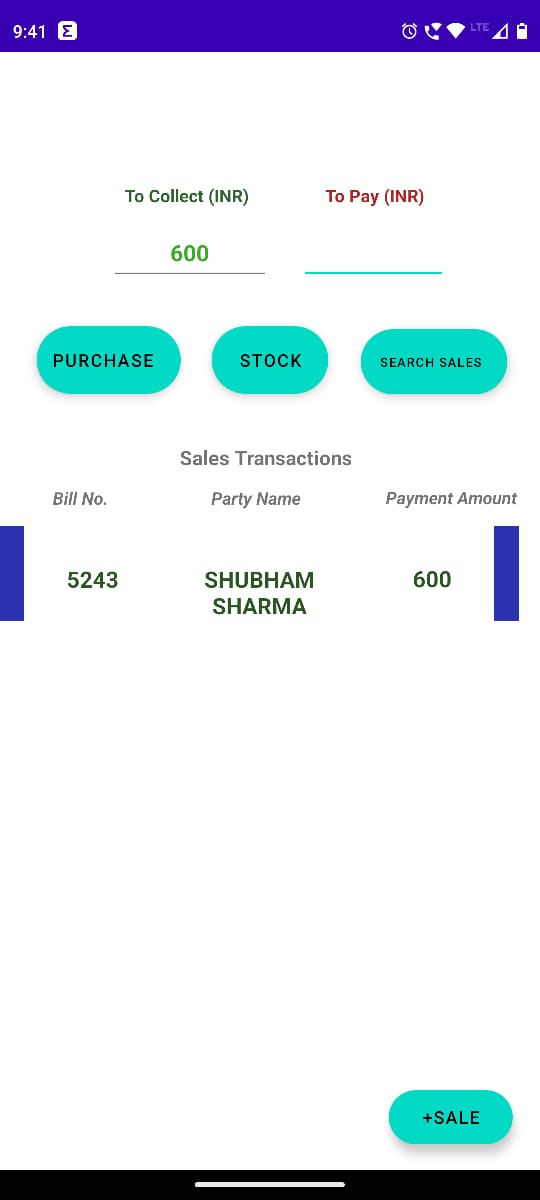 9:41 Σ LTE
To Collect (INR) To Pay (INR)
600
PURCHASE STOCK SEARCH SALES
Sales Transactions
Bill No. Party Name Payment Amount
5243 SHUBHAM 600
SHARMA
+SALE